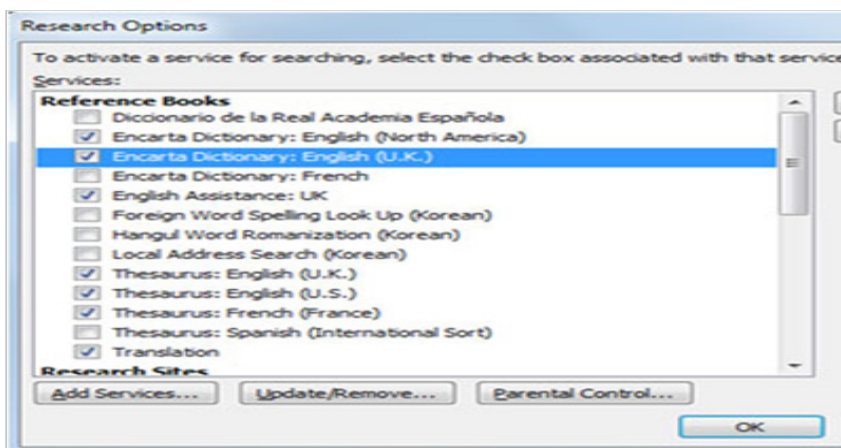 Research Options
To activate a service for searching, select the check box associated with that service
Services:
Reference Books
Diccionario de la Real Academia Española
Encarta Dictionary: English (North America)
Encarta Dictionary: English (U.K.)
Encarta Dictionary: French
English Assistance: UK
Foreign Word Spelling Look Up (Korean)
Hangul Word Romanization (Korean)
Local Address Search (Korean)
Thesaurus: English (U.K.)
Thesaurus: English (U.S.)
Thesaurus: French (France)
Thesaurus: Spanish (International Sort)
Translation
Research Sites
Add Services... Update/Remove... Parental Control...
OK